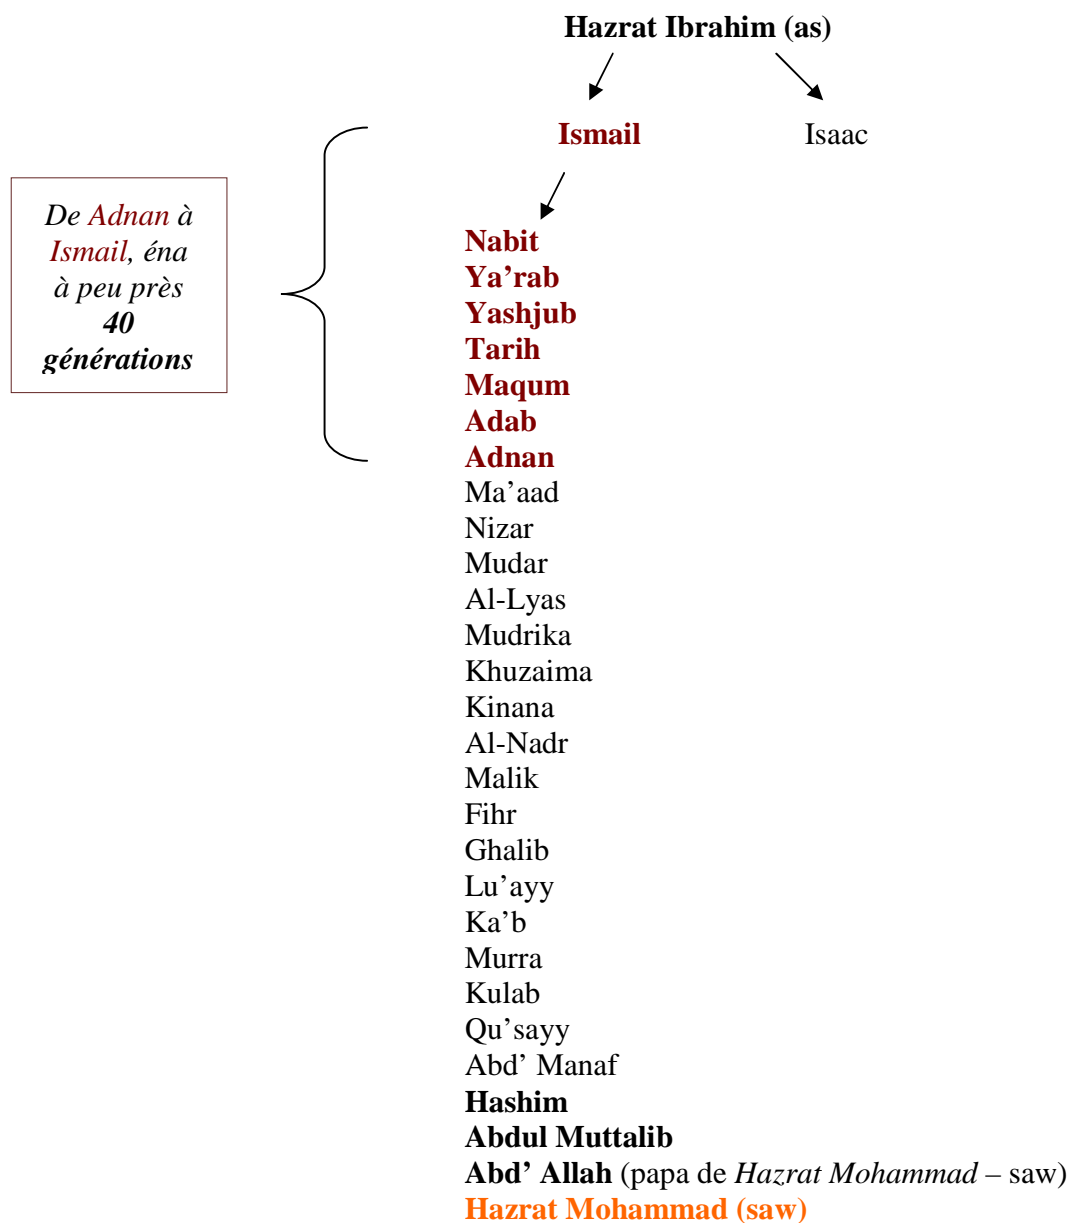 Hazrat Ibrahim (as)
Ismail
Isaac
De Adnan à
Ismail, éna
à peu près
40
générations
Nabit
Ya’rab
Yashjub
Tarih
Maqum
Adab
Adnan
Ma’aad
Nizar
Mudar
Al-Lyas
Mudrika
Khuzaima
Kinana
Al-Nadr
Malik
Fihr
Ghalib
Lu’ayy
Ka’b
Murra
Kulab
Qu’sayy
Abd’ Manaf
Hashim
Abdul Muttalib
Abd’ Allah (papa de Hazrat Mohammad – saw)
Hazrat Mohammad (saw)